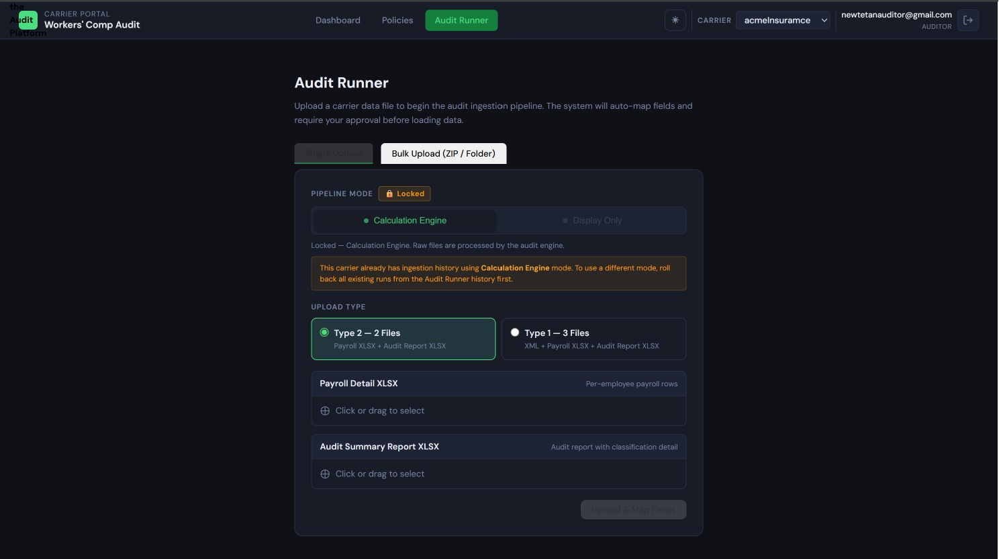 the
Audit
Platform
CARRIER PORTAL
Workers' Comp Audit
Dashboard
Policies
Audit Runner
CARRIER
acmeInsuramce
newtetanauditor@gmail.com
AUDITOR
Audit Runner
Upload a carrier data file to begin the audit ingestion pipeline. The system will auto-map fields and
require your approval before loading data.
Single Upload
Bulk Upload (ZIP / Folder)
PIPELINE MODE
Locked
Calculation Engine
Display Only
Locked — Calculation Engine. Raw files are processed by the audit engine.
This carrier already has ingestion history using Calculation Engine mode. To use a different mode, roll
back all existing runs from the Audit Runner history first.
UPLOAD TYPE
Type 2 — 2 Files
Payroll XLSX + Audit Report XLSX
Type 1 — 3 Files
XML + Payroll XLSX + Audit Report XLSX
Payroll Detail XLSX
Per-employee payroll rows
Click or drag to select
Audit Summary Report XLSX
Audit report with classification detail
Click or drag to select
Upload & Map Fields